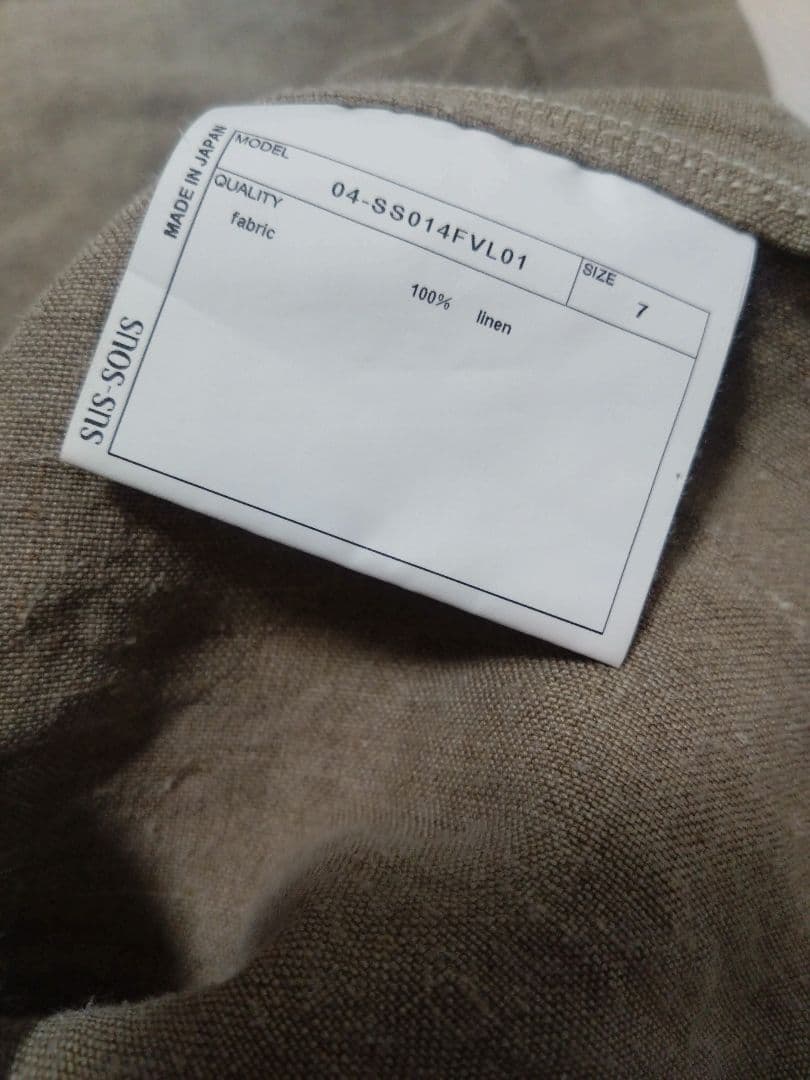 MADE IN JAPAN
SUS-SOUS
MODEL
04-SS014FVL01
SIZE
7
QUALITY
fabric
100% linen